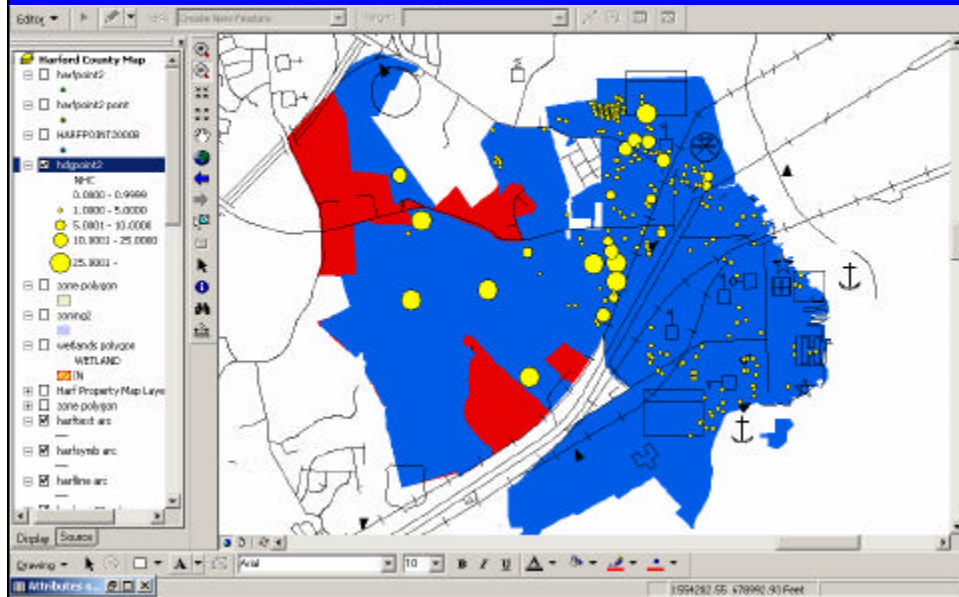 Editor
Create New Feature
Harford County Map
harfpoint2
harfpoint2 point
HARFPOINT2000B
hdgpoint2
NHC
0.0000 - 0.9999
1.0000 - 5.0000
5.0001 - 10.0000
10.0001 - 25.0000
25.0001 -
zone polygon
zoning2
wetlands polygon
WETLAND
IN
Harf Property Map Laye
zone polygon
harftext arc
harfsymb arc
harfline arc
Display
Source
Drawing
A
Arial
10
B I U
A
Attributes
678992.93 Feet